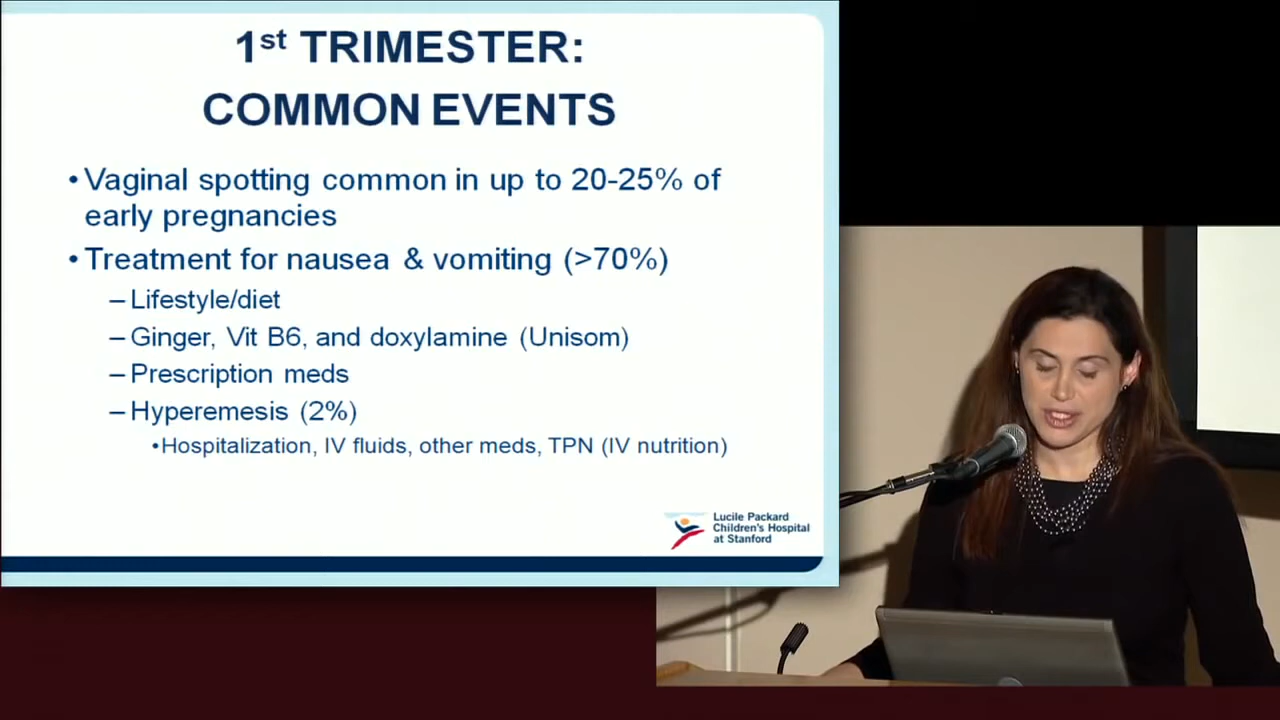 1st TRIMESTER:
COMMON EVENTS
• Vaginal spotting common in up to 20-25% of
early pregnancies
• Treatment for nausea & vomiting (>70%)
– Lifestyle/diet
– Ginger, Vit B6, and doxylamine (Unisom)
– Prescription meds
– Hyperemesis (2%)
• Hospitalization, IV fluids, other meds, TPN (IV nutrition)
Lucile Packard
Children's Hospital
at Stanford